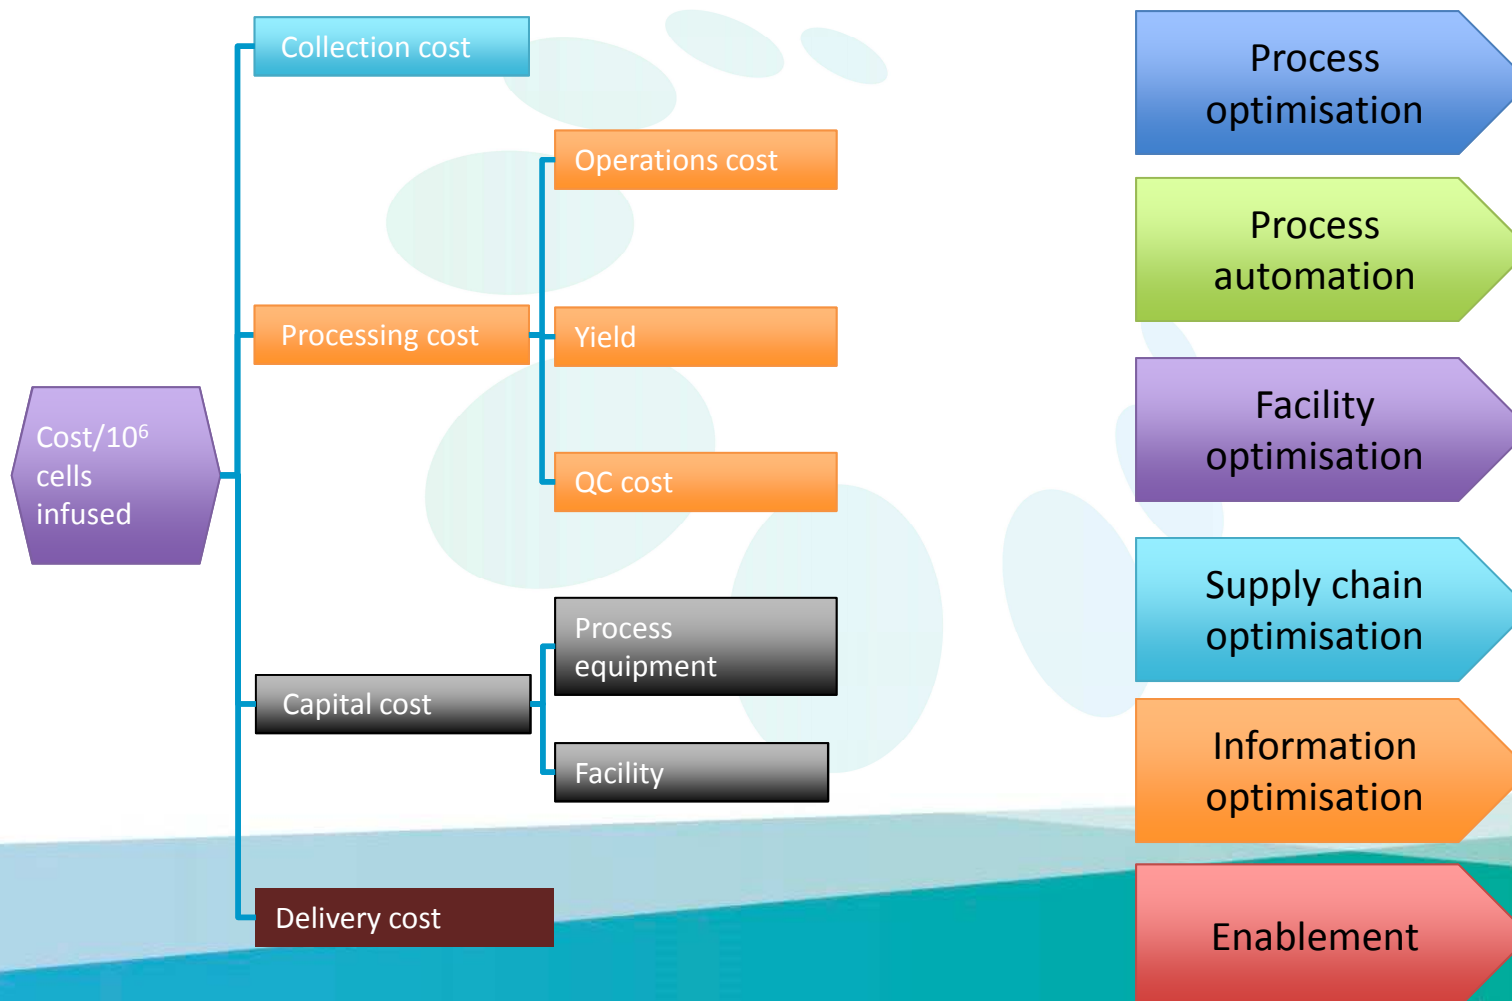 Collection cost
Operations cost
Processing cost
Yield
Cost/10⁶
cells
infused
QC cost
Process
equipment
Capital cost
Facility
Delivery cost
Process
optimisation
Process
automation
Facility
optimisation
Supply chain
optimisation
Information
optimisation
Enablement